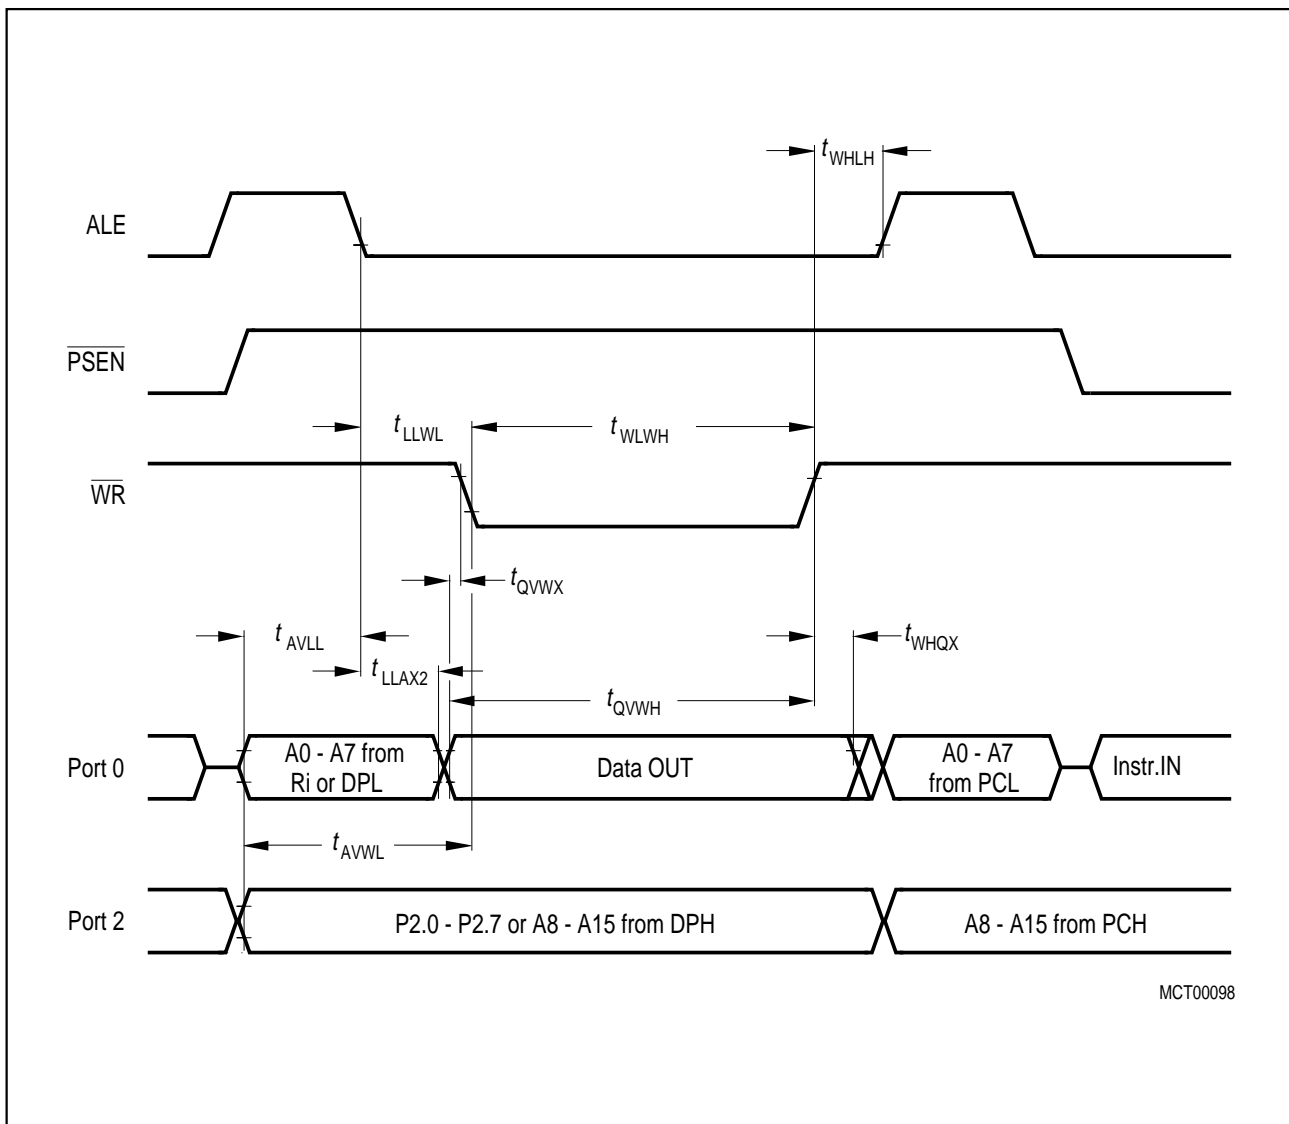 tWHLH
ALE
PSEN
tLLWL
tWLWH
WR
tQVWX
tAVLL
tWHQX
tLLAX2
tQVWH
Port 0
A0 - A7 from
Ri or DPL
Data OUT
A0 - A7
from PCL
Instr.IN
tAVWL
Port 2
P2.0 - P2.7 or A8 - A15 from DPH
A8 - A15 from PCH
MCT00098